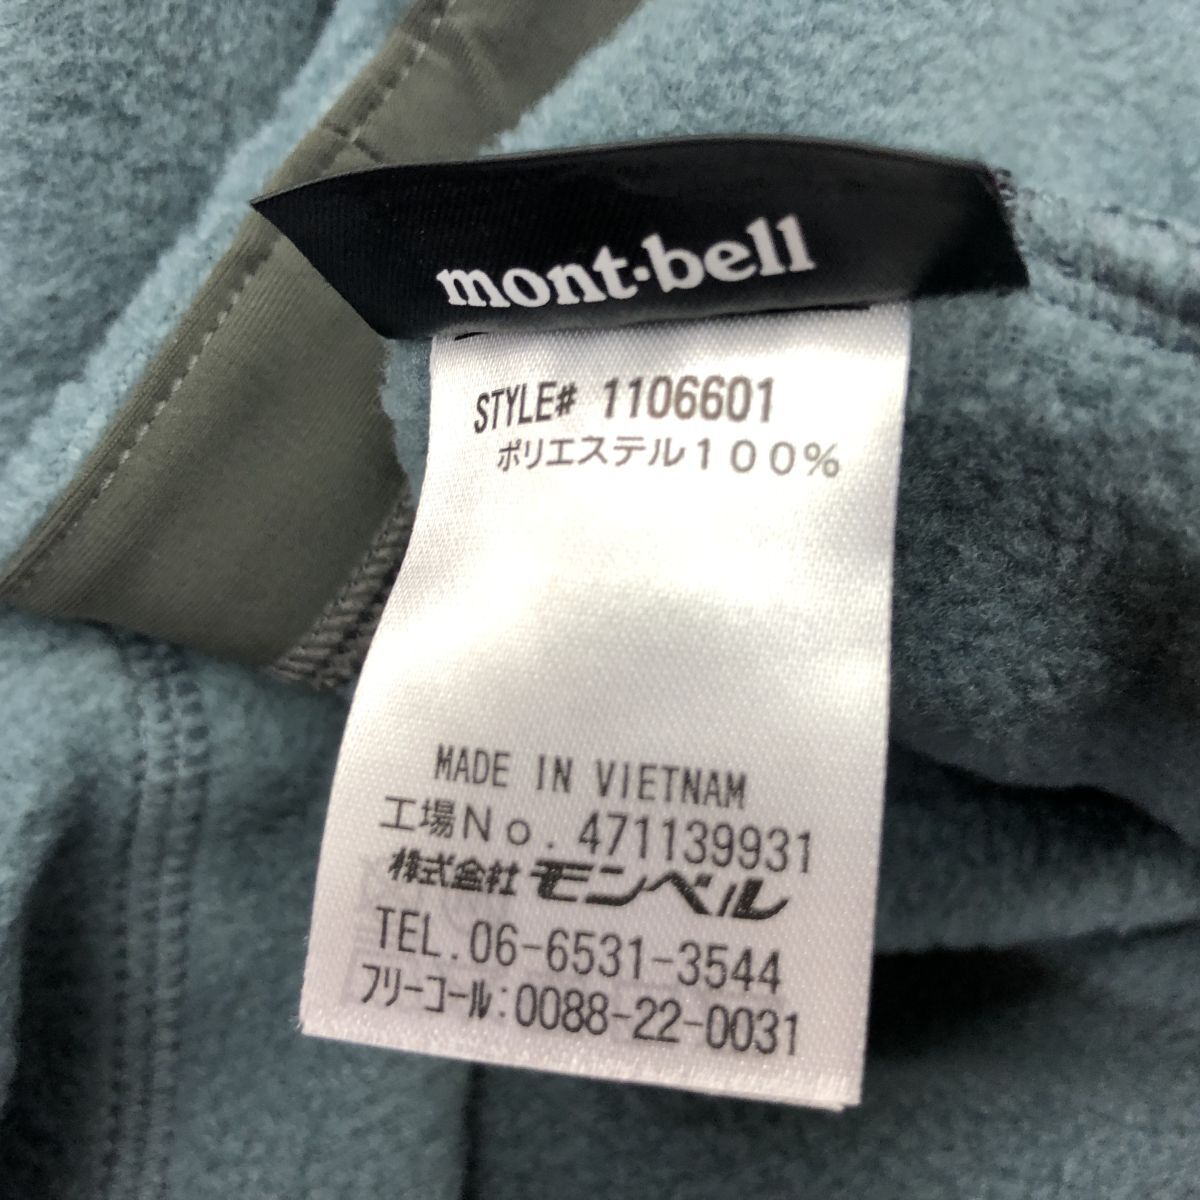 mont-bell
STYLE# 1106601
ポリエステル１００％
MADE IN VIETNAM
工場Ｎｏ. 471139931
株式会社 モンベル
TEL.06-6531-3544
フリーコール:0088-22-0031